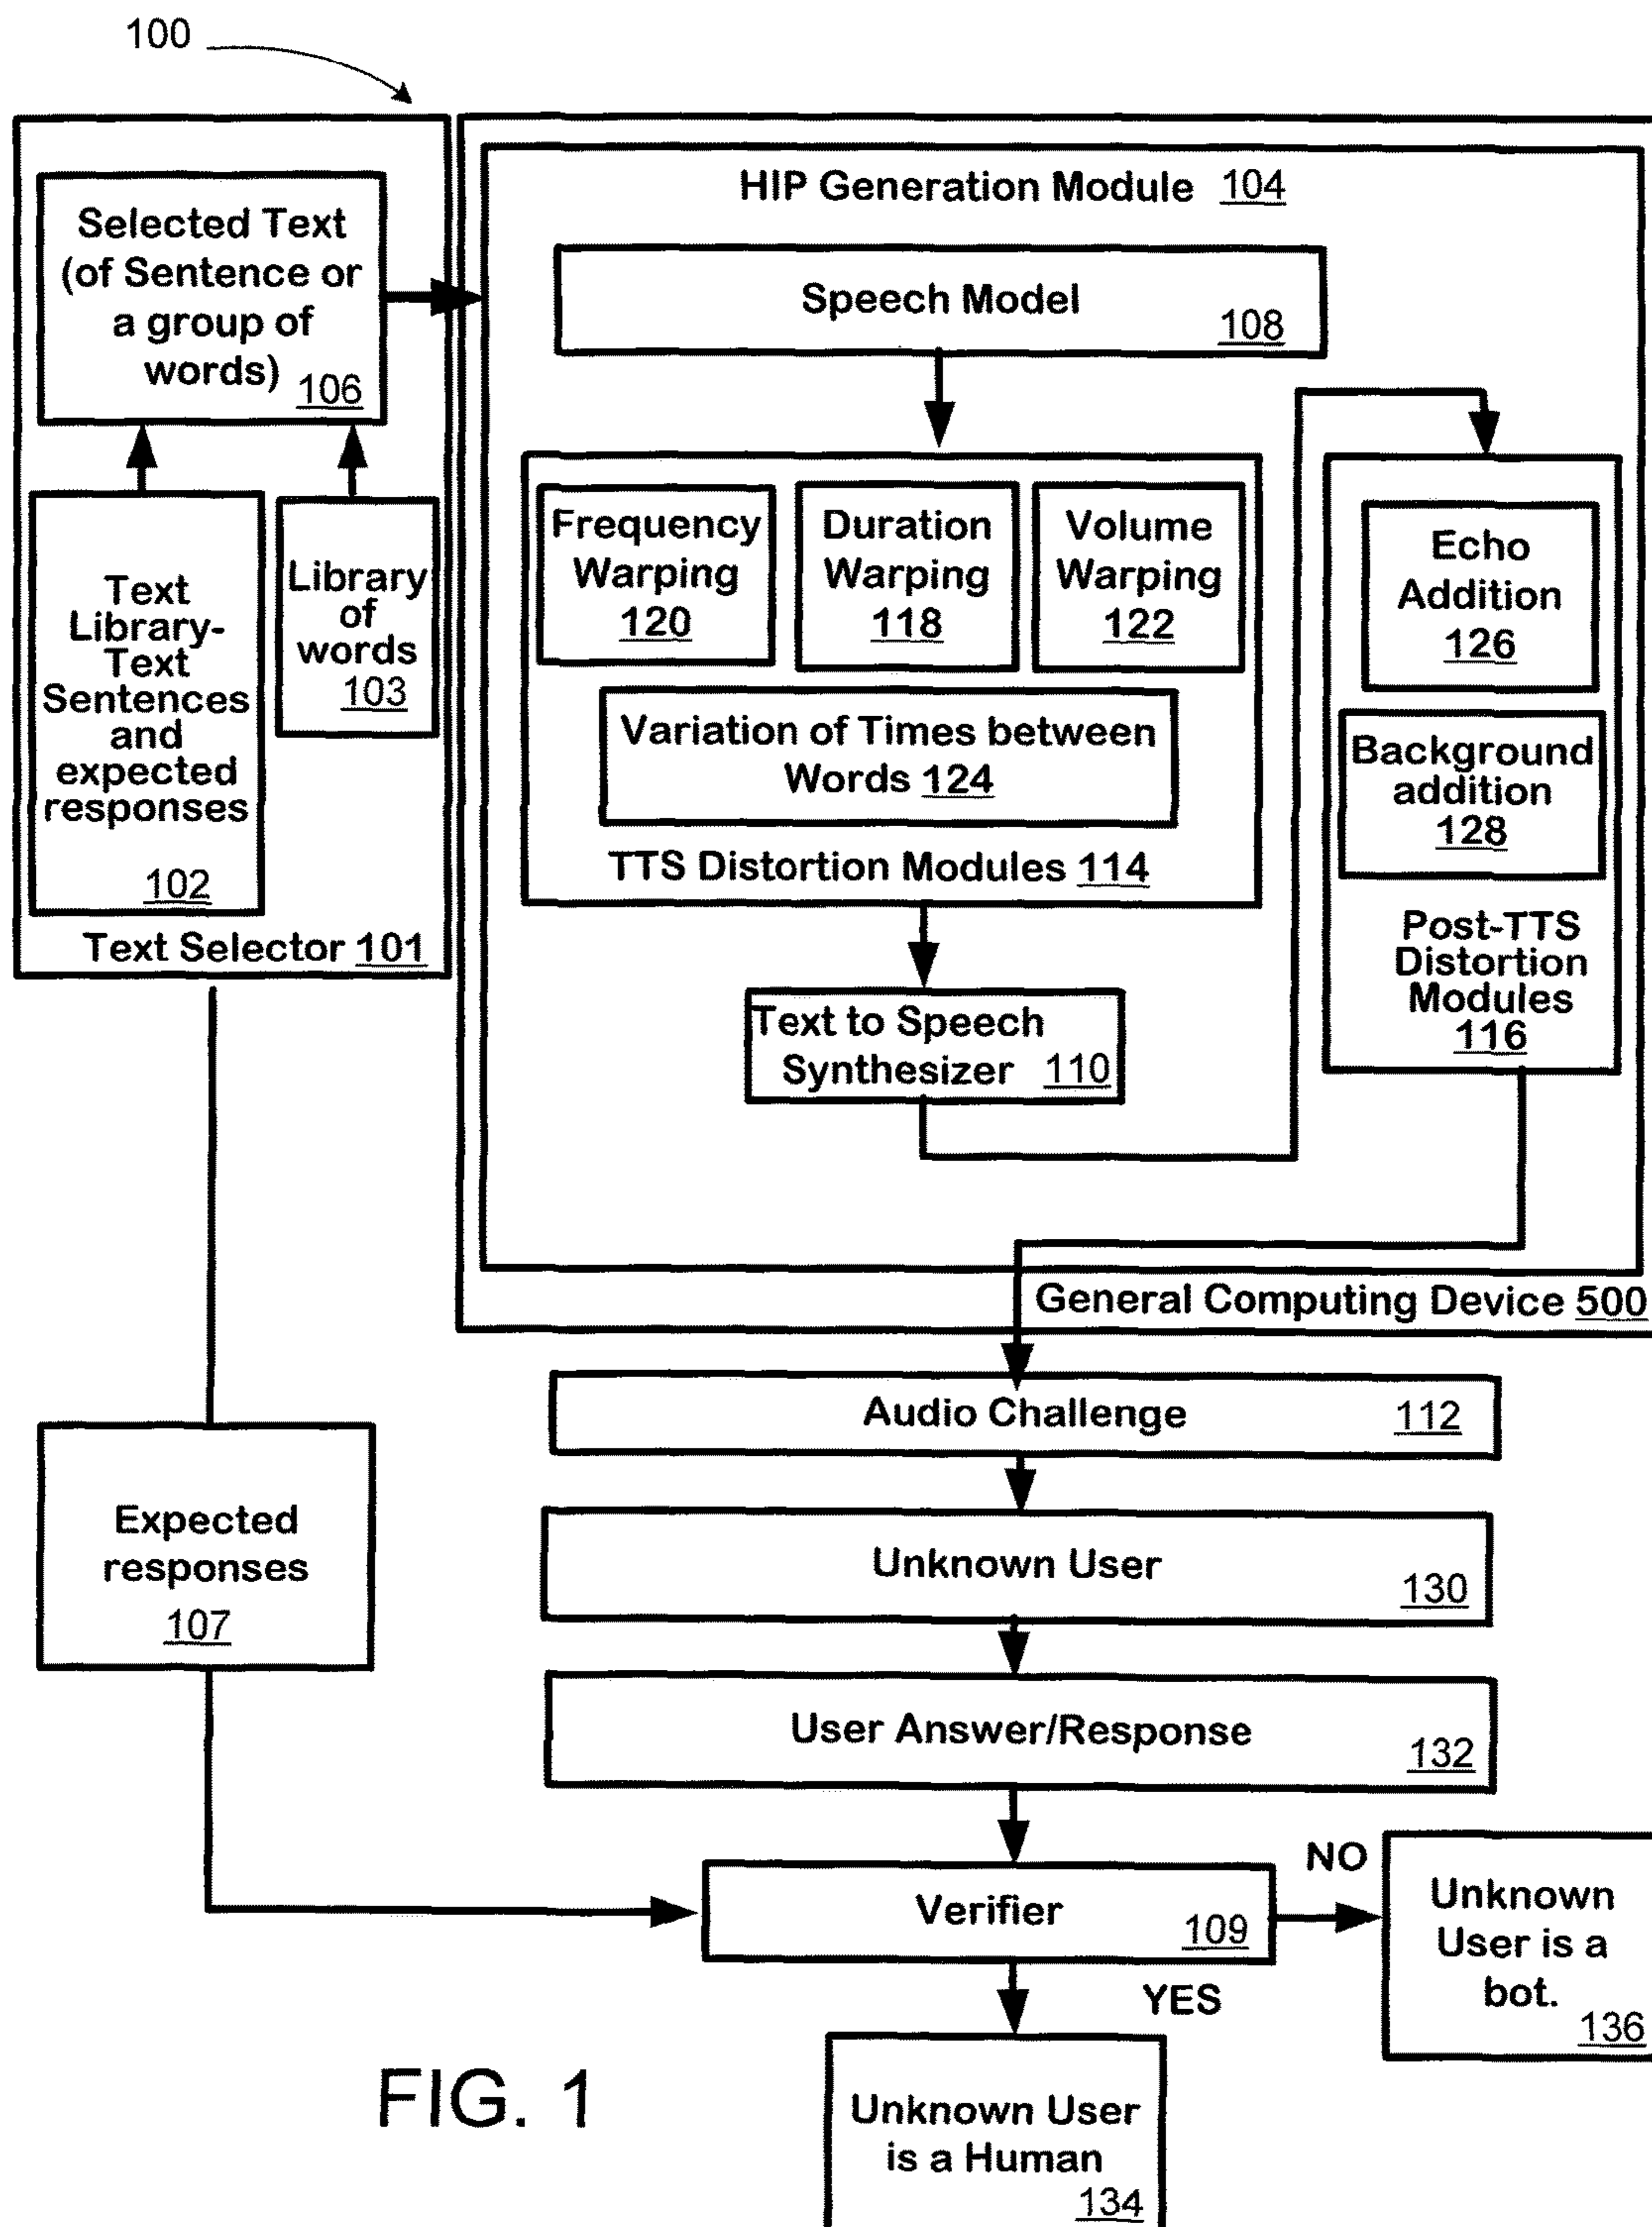 100
HIP Generation Module 104
Selected Text
(of Sentence or
a group of
words) 106
Speech Model
108
Text
Library-
Text
Sentences
and
expected
responses
102
Library
of
words
103
Text Selector 101
Frequency
Warping
120
Duration
Warping
118
Volume
Warping
122
Variation of Times between
Words 124
TTS Distortion Modules 114
Text to Speech
Synthesizer 110
Echo
Addition
126
Background
addition
128
Post-TTS
Distortion
Modules
116
General Computing Device 500
Audio Challenge 112
Expected
responses
107
Unknown User
130
User Answer/Response
132
Verifier
109
NO
Unknown
User is a
bot.
136
YES
Unknown User
is a Human
134
FIG. 1